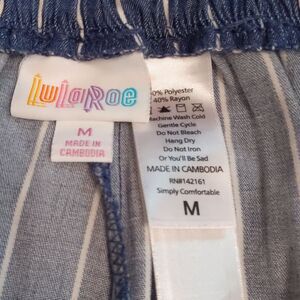 LuLaRoe
M
MADE IN
CAMBODIA
0% Polyester
40% Rayon
Machine Wash Cold
Gentle Cycle
Do Not Bleach
Hang Dry
Do Not Iron
Or You'll Be Sad
MADE IN CAMBODIA
RN#142161
Simply Comfortable
M